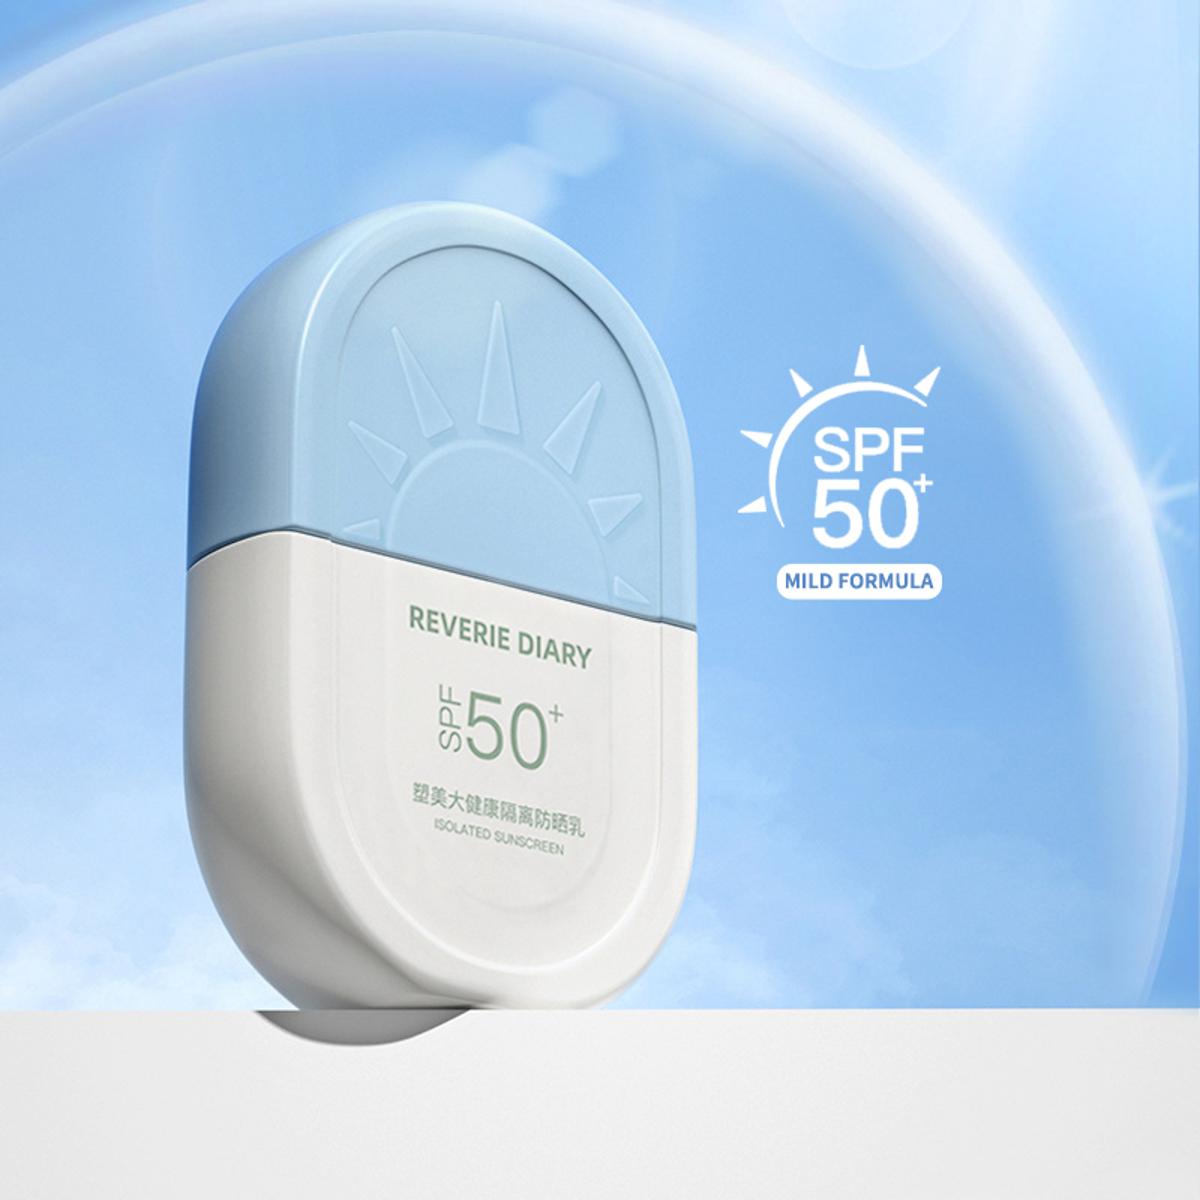 REVERIE DIARY
SPF 50+
塑美大健康隔离防晒乳
ISOLATED SUNSCREEN
SPF
50+
MILD FORMULA